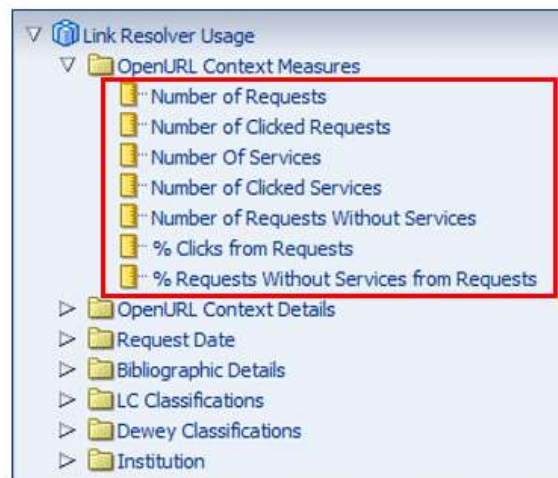 Link Resolver Usage
OpenURL Context Measures
Number of Requests
Number of Clicked Requests
Number Of Services
Number of Clicked Services
Number of Requests Without Services
% Clicks from Requests
% Requests Without Services from Requests
OpenURL Context Details
Request Date
Bibliographic Details
LC Classifications
Dewey Classifications
Institution